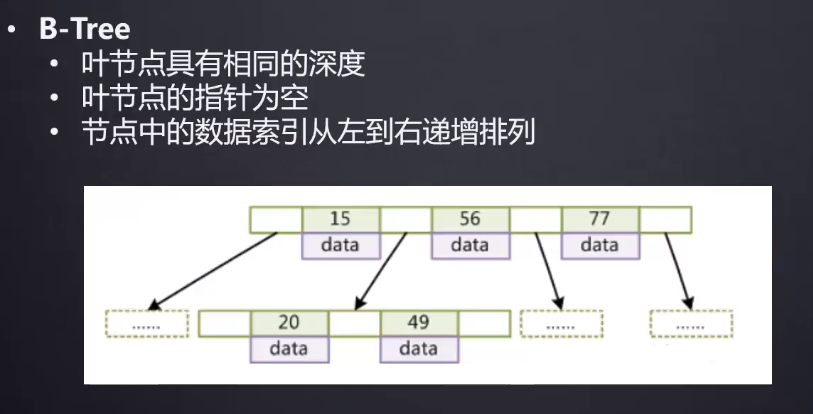 • B-Tree
• 叶节点具有相同的深度
• 叶节点的指针为空
• 节点中的数据索引从左到右递增排列
15 56 77
data data data
...... 20 49 ...... ......
data data